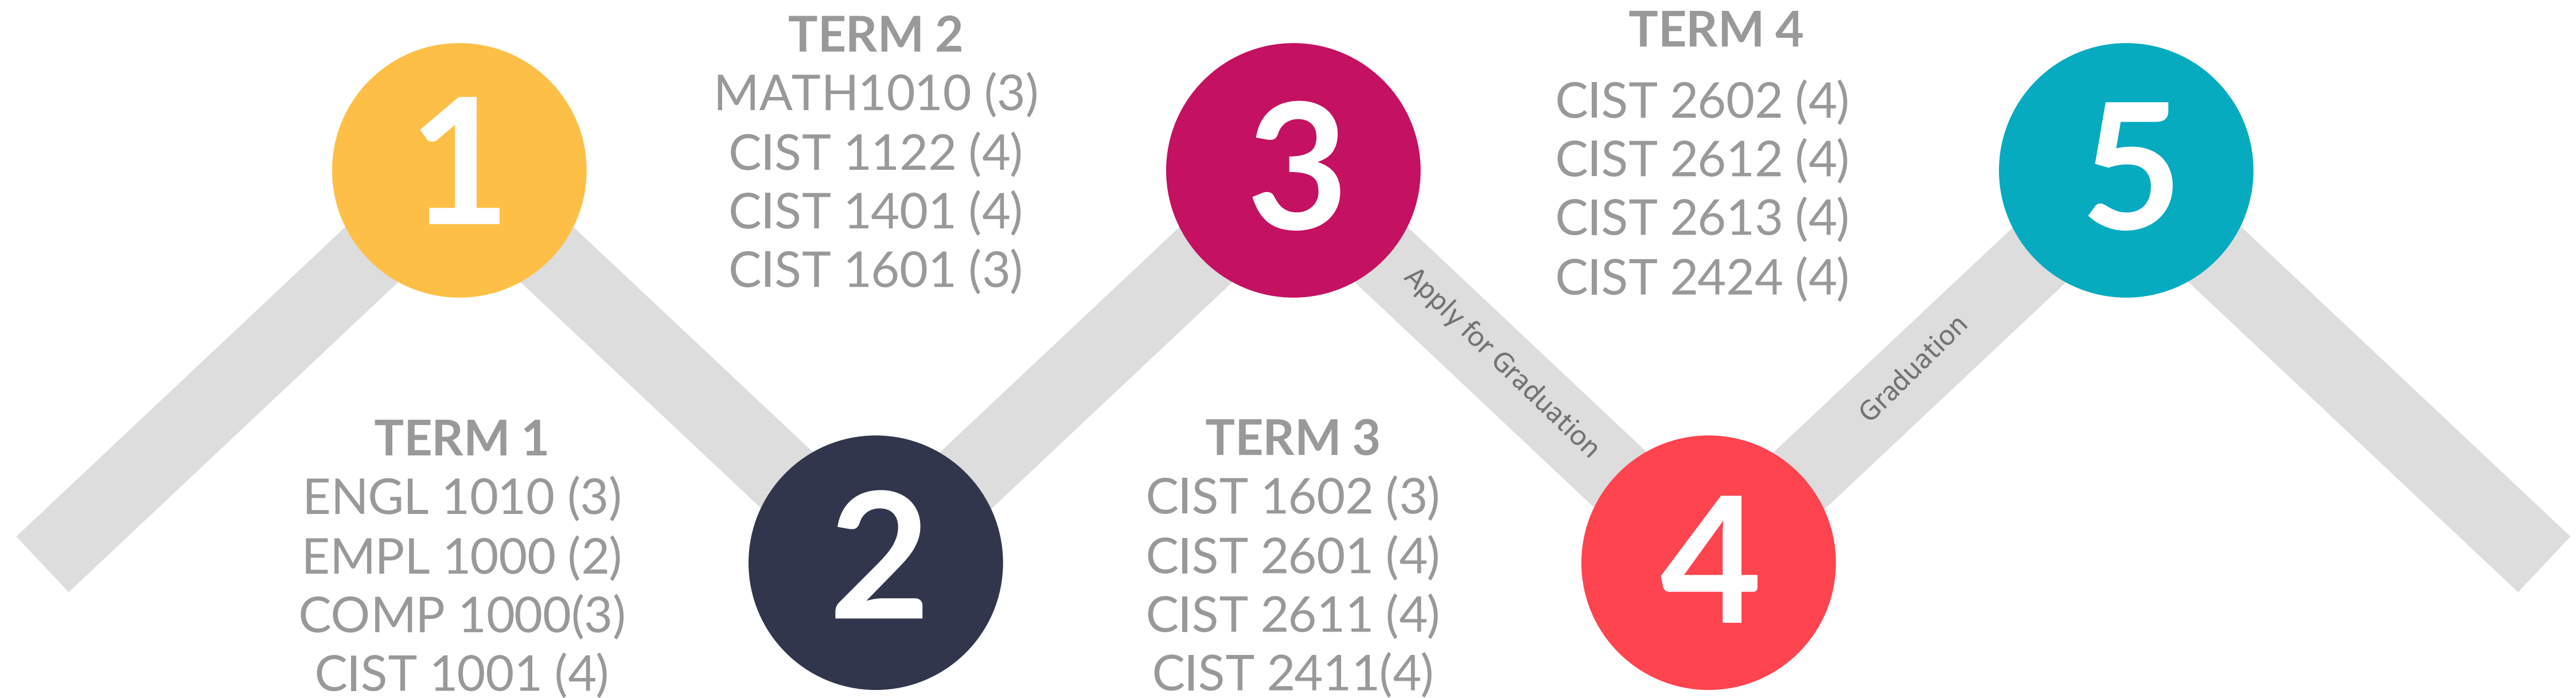 1
TERM 1
ENGL 1010 (3)
EMPL 1000 (2)
COMP 1000(3)
CIST 1001 (4)
TERM 2
MATH1010 (3)
CIST 1122 (4)
CIST 1401 (4)
CIST 1601 (3)
2
3
TERM 3
CIST 1602 (3)
CIST 2601 (4)
CIST 2611 (4)
CIST 2411(4)
Apply for Graduation
TERM 4
CIST 2602 (4)
CIST 2612 (4)
CIST 2613 (4)
CIST 2424 (4)
4
Graduation
5